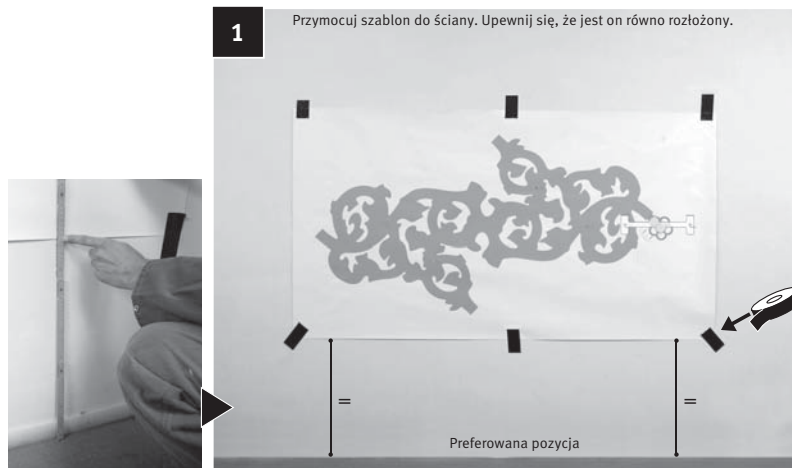 1
Przymocuj szablon do ściany. Upewnij się, że jest on równo rozłożony.
=
=
Preferowana pozycja